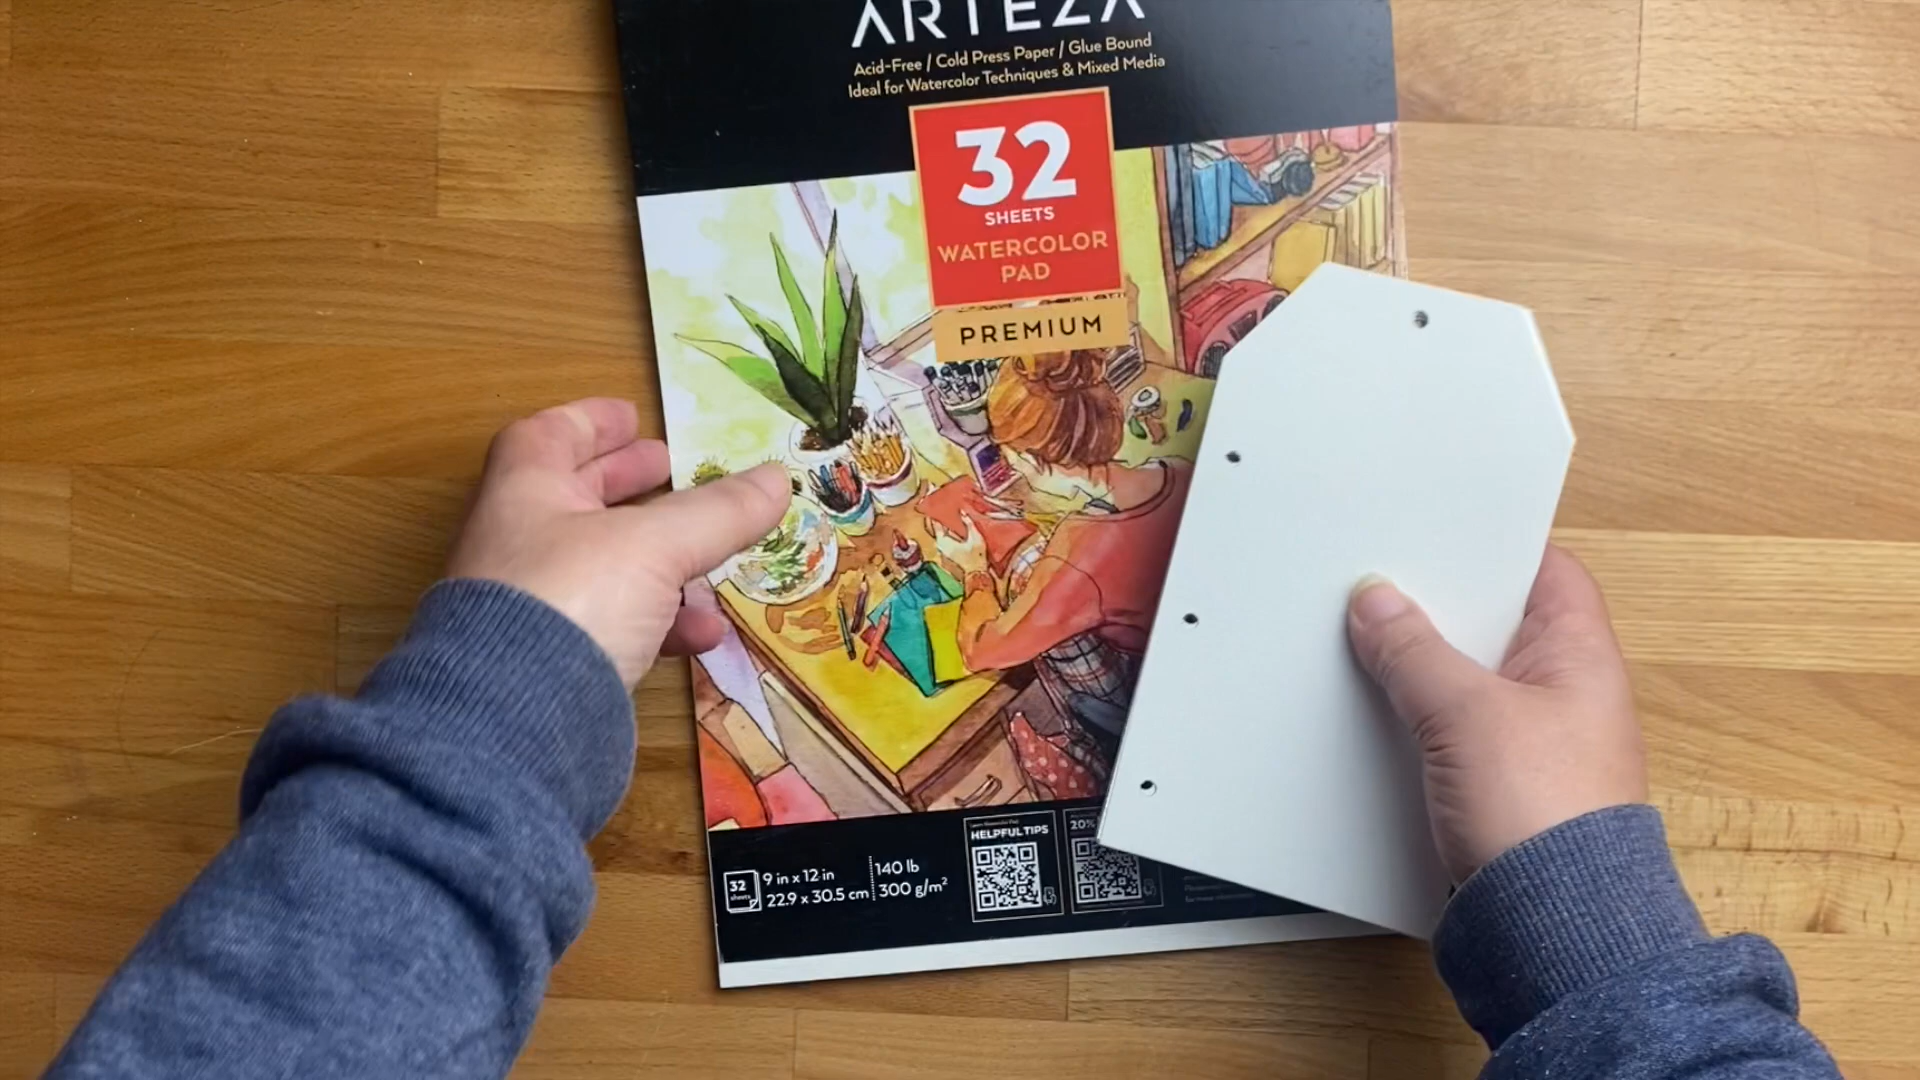 ARTEZA
Acid-Free / Cold Press Paper / Glue Bound
Ideal for Watercolor Techniques & Mixed Media
32
SHEETS
WATERCOLOR
PAD
PREMIUM
HELPFUL TIPS
20%
32
sheets
9 in x 12 in
22.9 x 30.5 cm
140 lb
300 g/m²